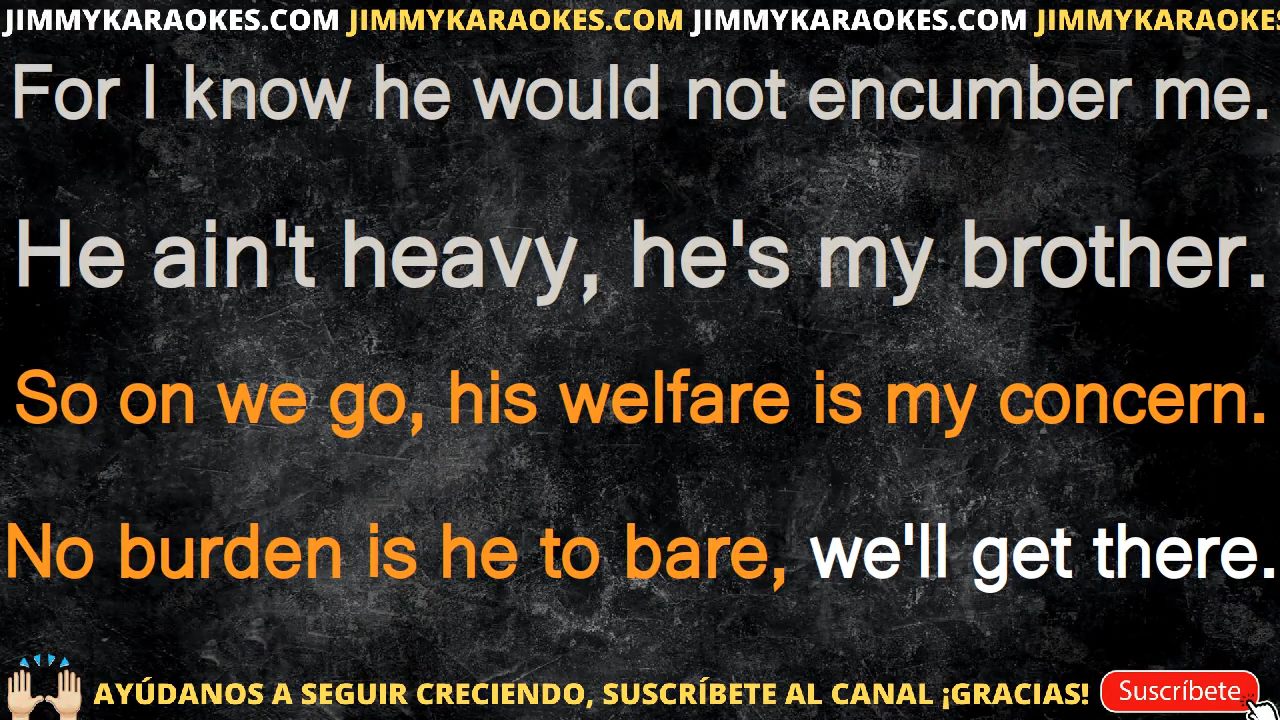 JIMMYKARAOKES.COM JIMMYKARAOKES.COM JIMMYKARAOKES.COM JIMMYKARAOKES
For I know he would not encumber me.
He ain't heavy, he's my brother.
So on we go, his welfare is my concern.
No burden is he to bare, we'll get there.
AYÚDANOS A SEGUIR CRECIENDO, SUSCRÍBETE AL CANAL ¡GRACIAS! Suscríbete